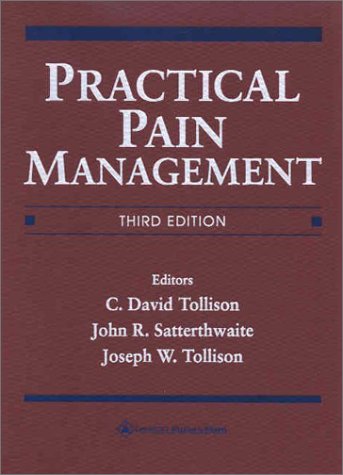 PRACTICAL
PAIN
MANAGEMENT
THIRD EDITION
Editors
C. David Tollison
John R. Satterthwaite
Joseph W. Tollison